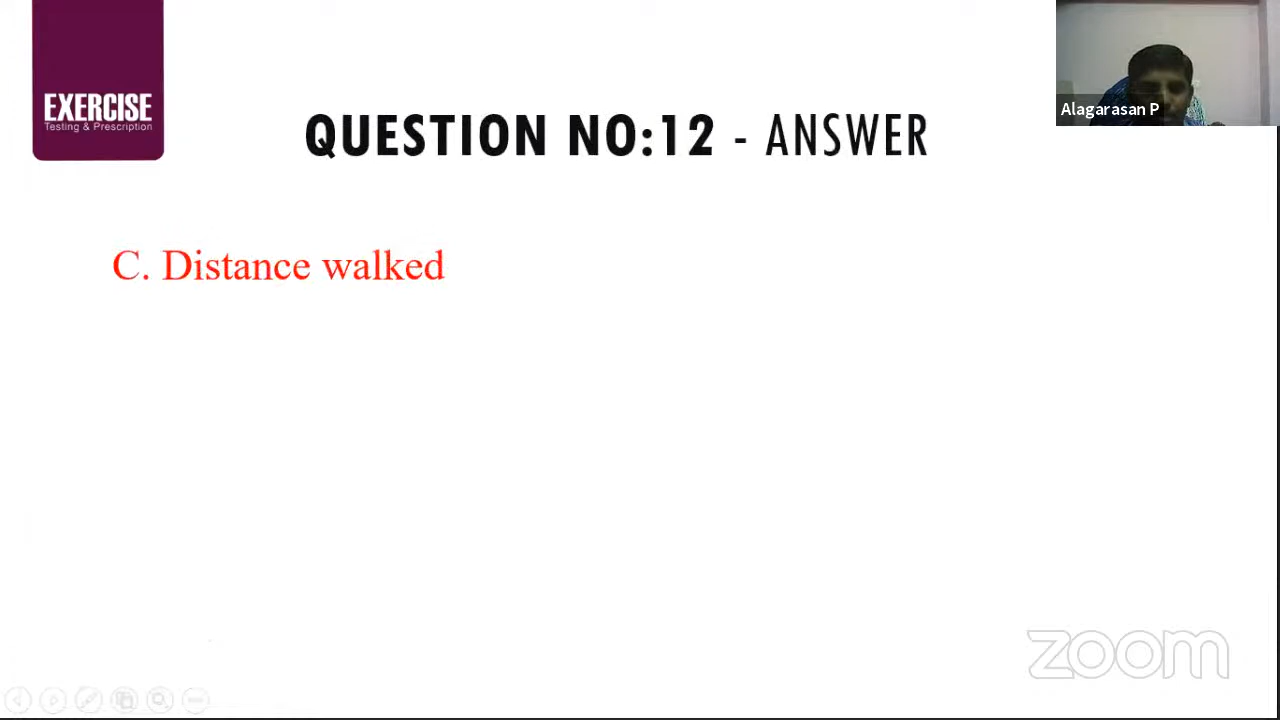 EXERCISE
Testing & Prescription
Alagarasan P
QUESTION NO:12 - ANSWER
C. Distance walked
zoom